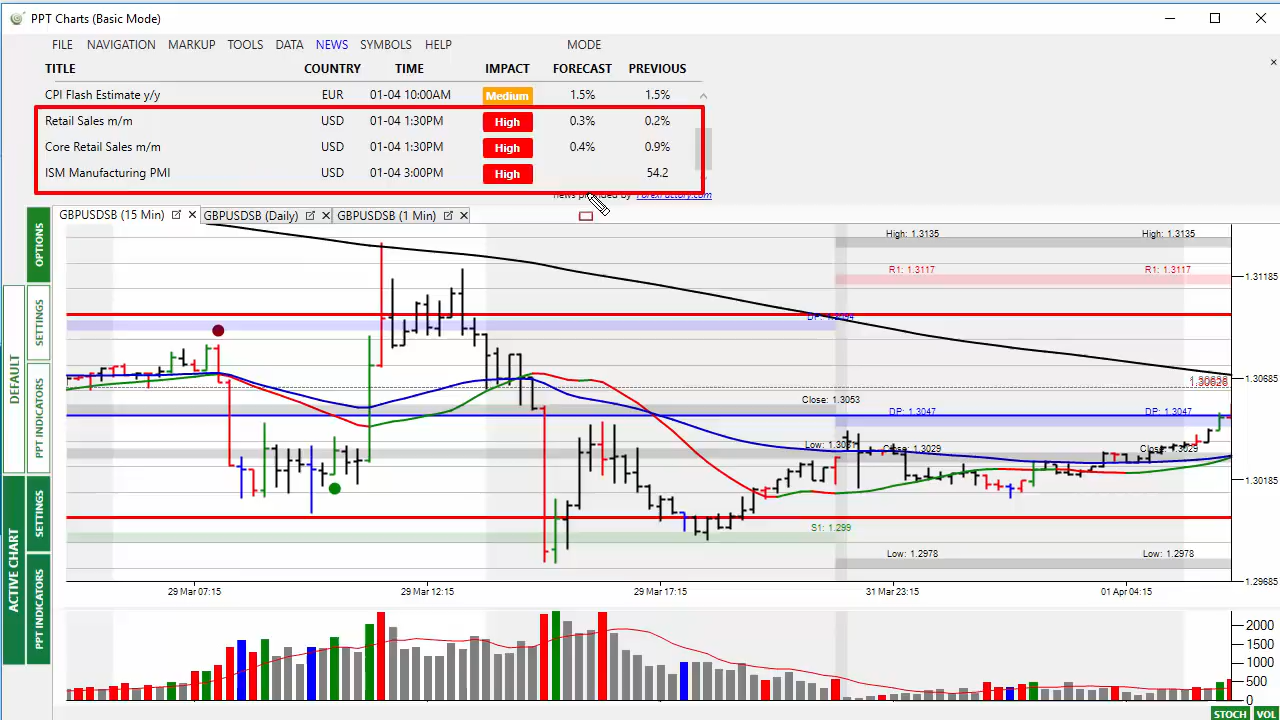 PPT Charts (Basic Mode)
FILE NAVIGATION MARKUP TOOLS DATA NEWS SYMBOLS HELP MODE
TITLE COUNTRY TIME IMPACT FORECAST PREVIOUS
CPI Flash Estimate y/y EUR 01-04 10:00AM Medium 1.5% 1.5%
Retail Sales m/m USD 01-04 1:30PM High 0.3% 0.2%
Core Retail Sales m/m USD 01-04 1:30PM High 0.4% 0.9%
ISM Manufacturing PMI USD 01-04 3:00PM High 54.2
news provided by ForexFactory.com
GBPUSDSB (15 Min) GBPUSDSB (Daily) GBPUSDSB (1 Min)
OPTIONS
SETTINGS
DEFAULT
PPT INDICATORS
SETTINGS
ACTIVE CHART
PPT INDICATORS
High: 1.3135 High: 1.3135
R1: 1.3117 R1: 1.3117
1.31185
DP: 1.3094
1.30685
Close: 1.3053
DP: 1.3047 DP: 1.3047
Low: Close: 1.3029 Close: 1.3029
1.30185
S1: 1.299
Low: 1.2978 Low: 1.2978
1.29685
29 Mar 07:15 29 Mar 12:15 29 Mar 17:15 31 Mar 23:15 01 Apr 04:15
2000
1500
1000
500
0
STOCH VOL